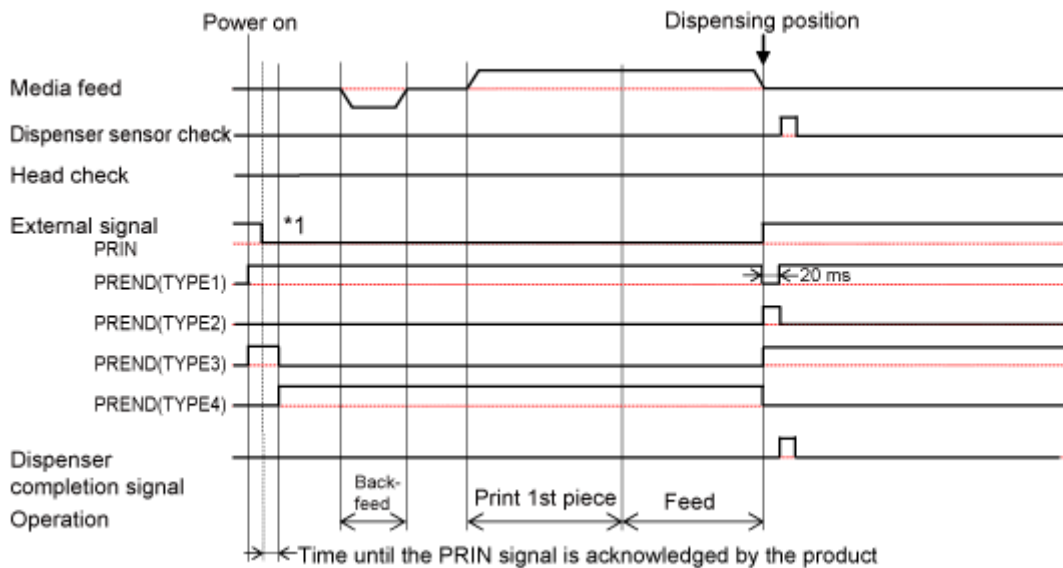 Power on
Dispensing position
Media feed
Dispenser sensor check
Head check
External signal
*1
PRIN
PREND(TYPE1)
20 ms
PREND(TYPE2)
PREND(TYPE3)
PREND(TYPE4)
Dispenser
completion signal
Back-
feed
Print 1st piece
Feed
Operation
Time until the PRIN signal is acknowledged by the product